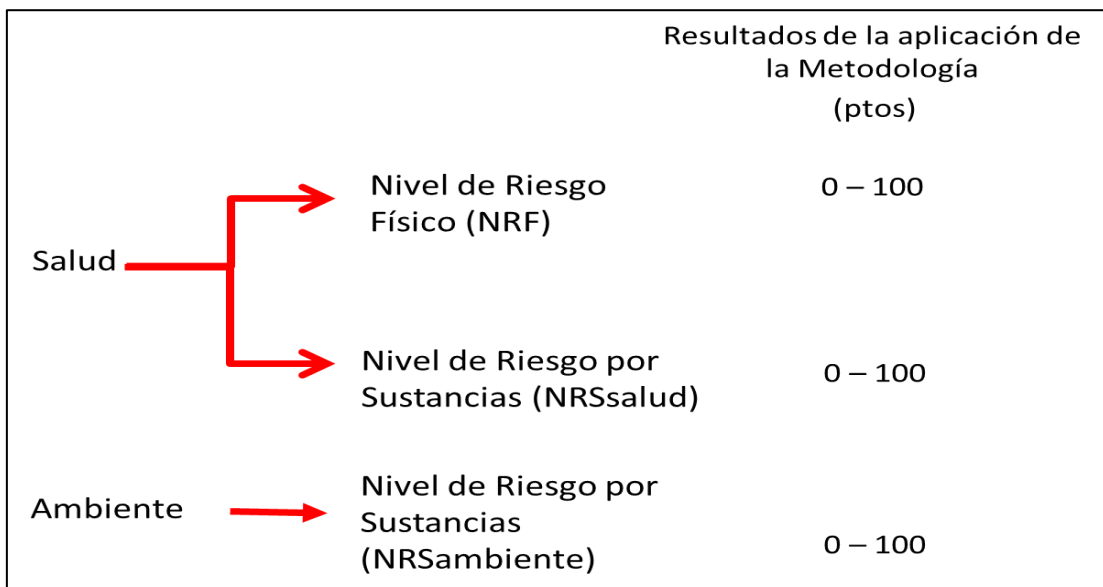 Resultados de la aplicación de
la Metodología
(ptos)
Salud
Nivel de Riesgo
Físico (NRF)
0 – 100
Nivel de Riesgo por
Sustancias (NRSsalud)
0 – 100
Ambiente
Nivel de Riesgo por
Sustancias
(NRSambiente)
0 – 100